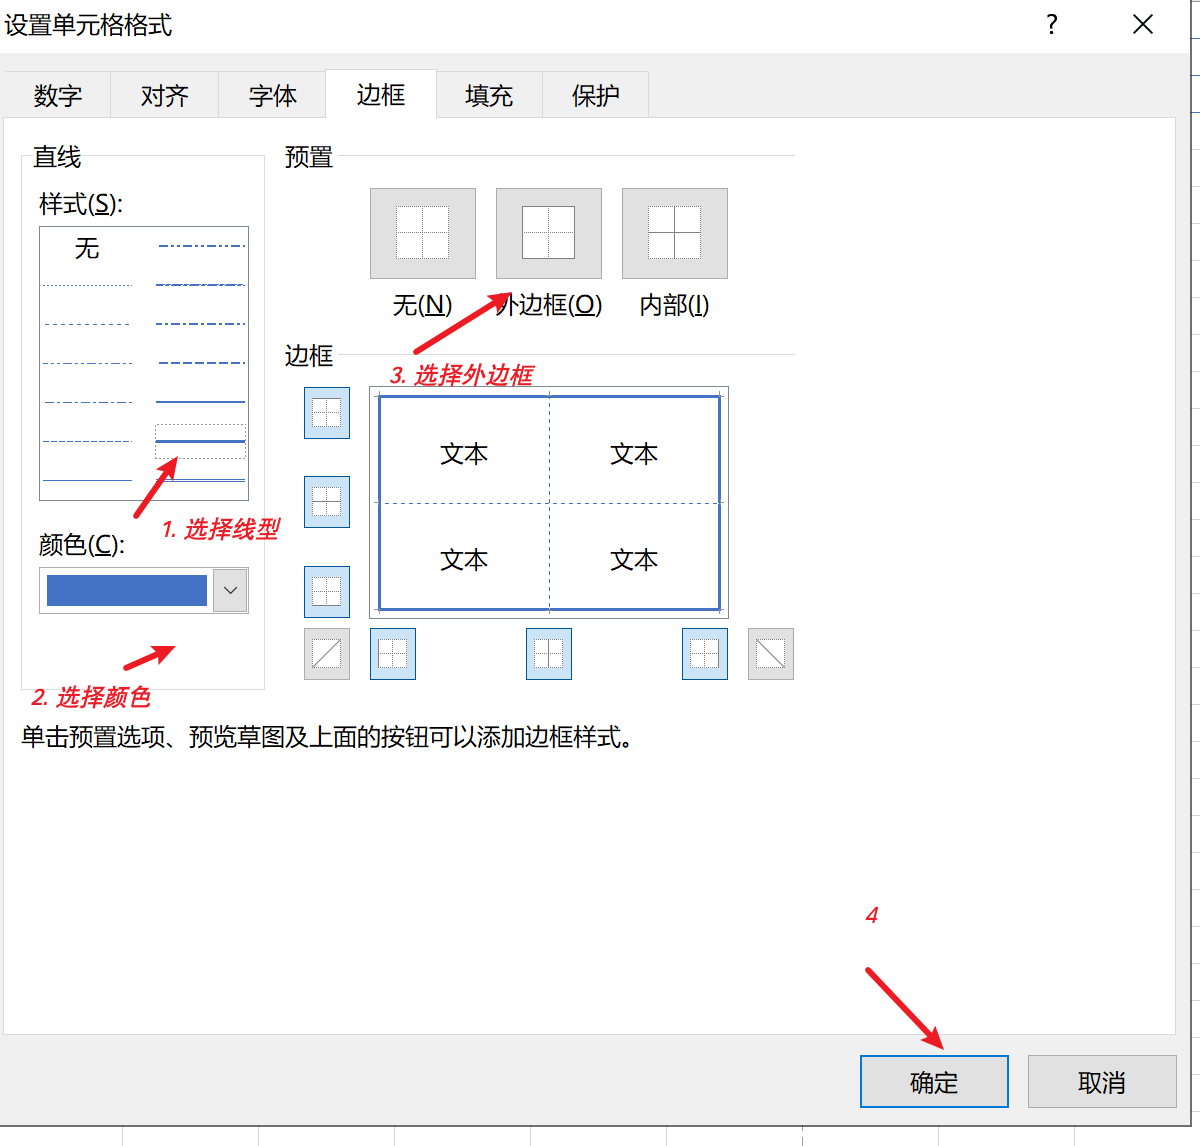 设置单元格格式
?
数字 对齐 字体 边框 填充 保护
直线
样式(S):
无
1. 选择线型
颜色(C):
2. 选择颜色
预置
无(N) 外边框(O) 内部(I)
3. 选择外边框
边框
文本 文本
文本 文本
单击预置选项、预览草图及上面的按钮可以添加边框样式。
4
确定 取消